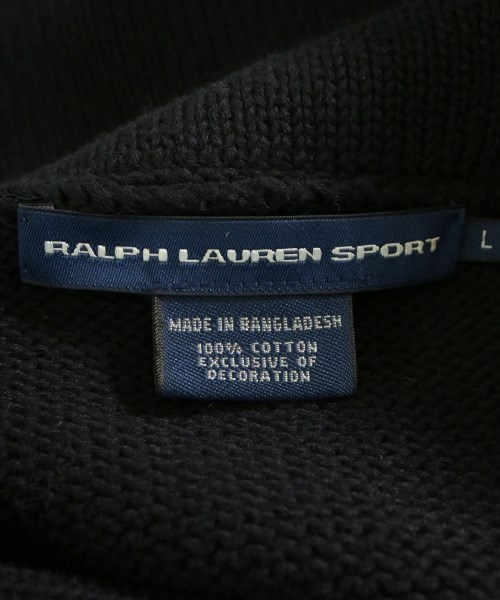 RALPH LAUREN SPORT
L
MADE IN BANGLADESH
100% COTTON
EXCLUSIVE OF
DECORATION